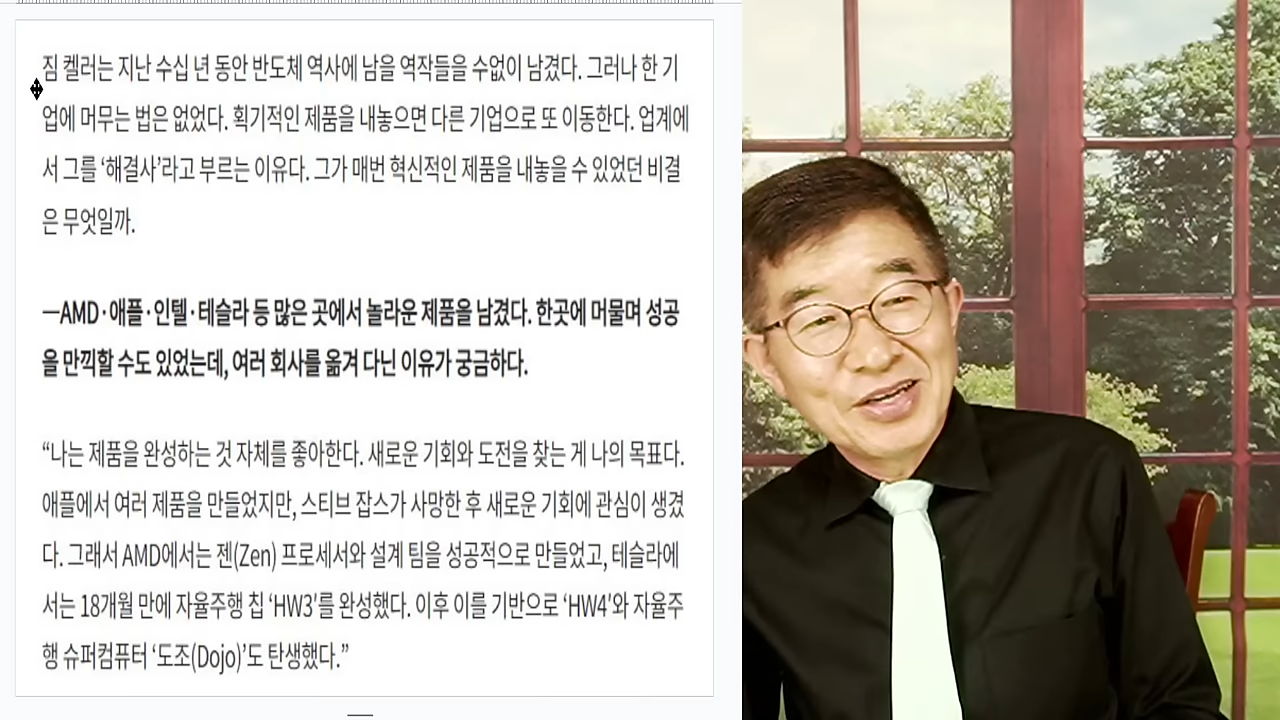 짐 켈러는 지난 수십 년 동안 반도체 역사에 남을 역작들을 수없이 남겼다. 그러나 한 기
업에 머무는 법은 없었다. 획기적인 제품을 내놓으면 다른 기업으로 또 이동한다. 업계에
서 그를 ‘해결사’라고 부르는 이유다. 그가 매번 혁신적인 제품을 내놓을 수 있었던 비결
은 무엇일까.
—AMD·애플·인텔·테슬라 등 많은 곳에서 놀라운 제품을 남겼다. 한곳에 머물며 성공
을 만끽할 수도 있었는데, 여러 회사를 옮겨 다닌 이유가 궁금하다.
“나는 제품을 완성하는 것 자체를 좋아한다. 새로운 기회와 도전을 찾는 게 나의 목표다.
애플에서 여러 제품을 만들었지만, 스티브 잡스가 사망한 후 새로운 기회에 관심이 생겼
다. 그래서 AMD에서는 젠(Zen) 프로세서와 설계 팀을 성공적으로 만들었고, 테슬라에
서는 18개월 만에 자율주행 칩 ‘HW3’를 완성했다. 이후 이를 기반으로 ‘HW4’와 자율주
행 슈퍼컴퓨터 ‘도조(Dojo)’도 탄생했다.”